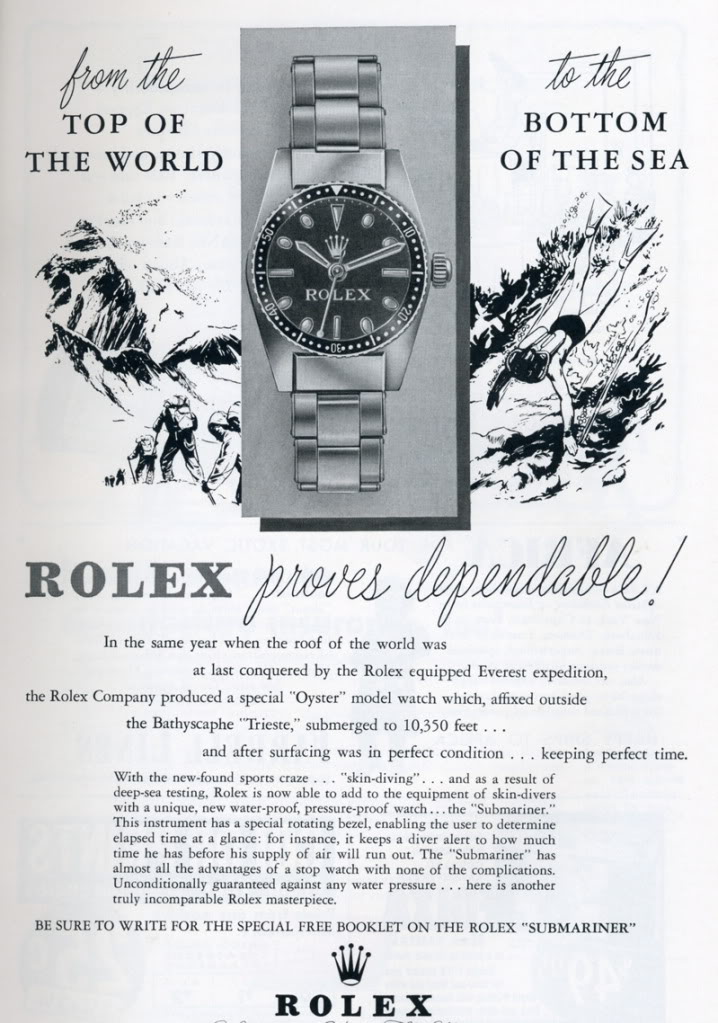 from the
TOP OF
THE WORLD
to the
BOTTOM
OF THE SEA
50
10
ROLEX
40
20
30
ROLEX proves dependable!
In the same year when the roof of the world was
at last conquered by the Rolex equipped Everest expedition,
the Rolex Company produced a special "Oyster" model watch which, affixed outside
the Bathyscaphe "Trieste," submerged to 10,350 feet . . .
and after surfacing was in perfect condition . . . keeping perfect time.
With the new-found sports craze . . . "skin-diving" . . . and as a result of
deep-sea testing, Rolex is now able to add to the equipment of skin-divers
with a unique, new water-proof, pressure-proof watch . . . the "Submariner."
This instrument has a special rotating bezel, enabling the user to determine
elapsed time at a glance: for instance, it keeps a diver alert to how much
time he has before his supply of air will run out. The "Submariner" has
almost all the advantages of a stop watch with none of the complications.
Unconditionally guaranteed against any water pressure . . . here is another
truly incomparable Rolex masterpiece.
BE SURE TO WRITE FOR THE SPECIAL FREE BOOKLET ON THE ROLEX "SUBMARINER"
ROLEX